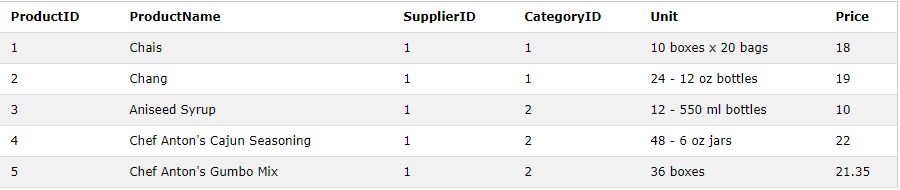 ProductID ProductName SupplierID CategoryID Unit Price
1 Chais 1 1 10 boxes x 20 bags 18
2 Chang 1 1 24 - 12 oz bottles 19
3 Aniseed Syrup 1 2 12 - 550 ml bottles 10
4 Chef Anton's Cajun Seasoning 1 2 48 - 6 oz jars 22
5 Chef Anton's Gumbo Mix 1 2 36 boxes 21.35